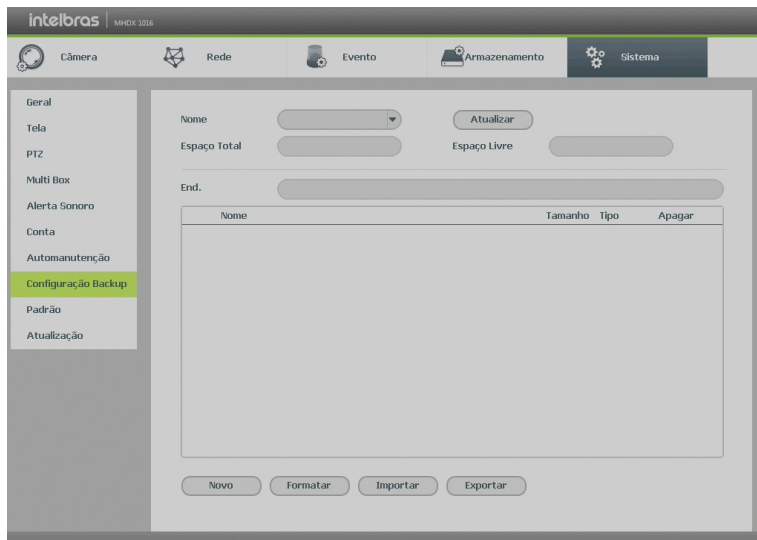 intelbras MHDX 1016
Câmera Rede Evento Armazenamento Sistema
Geral
Tela
PTZ
Multi Box
Alerta Sonoro
Conta
Automanutenção
Configuração Backup
Padrão
Atualização
Nome Atualizar
Espaço Total Espaço Livre
End.
Nome Tamanho Tipo Apagar
Novo Formatar Importar Exportar